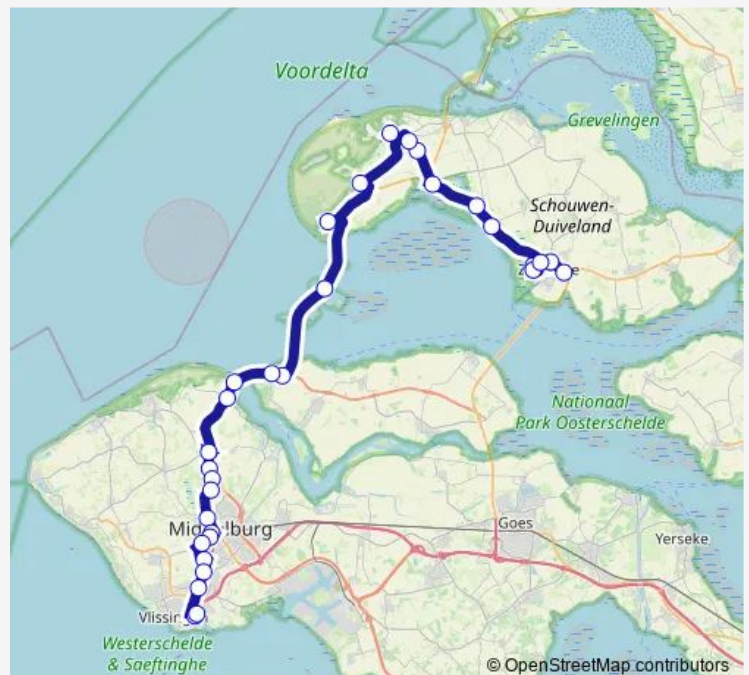 Voordelta
Grevelingen
Schouwen-
Duiveland
Nationaal
Park Oosterschelde
Goes
Yerseke
Westerschelde
& Saeftinghe
© OpenStreetMap contributors